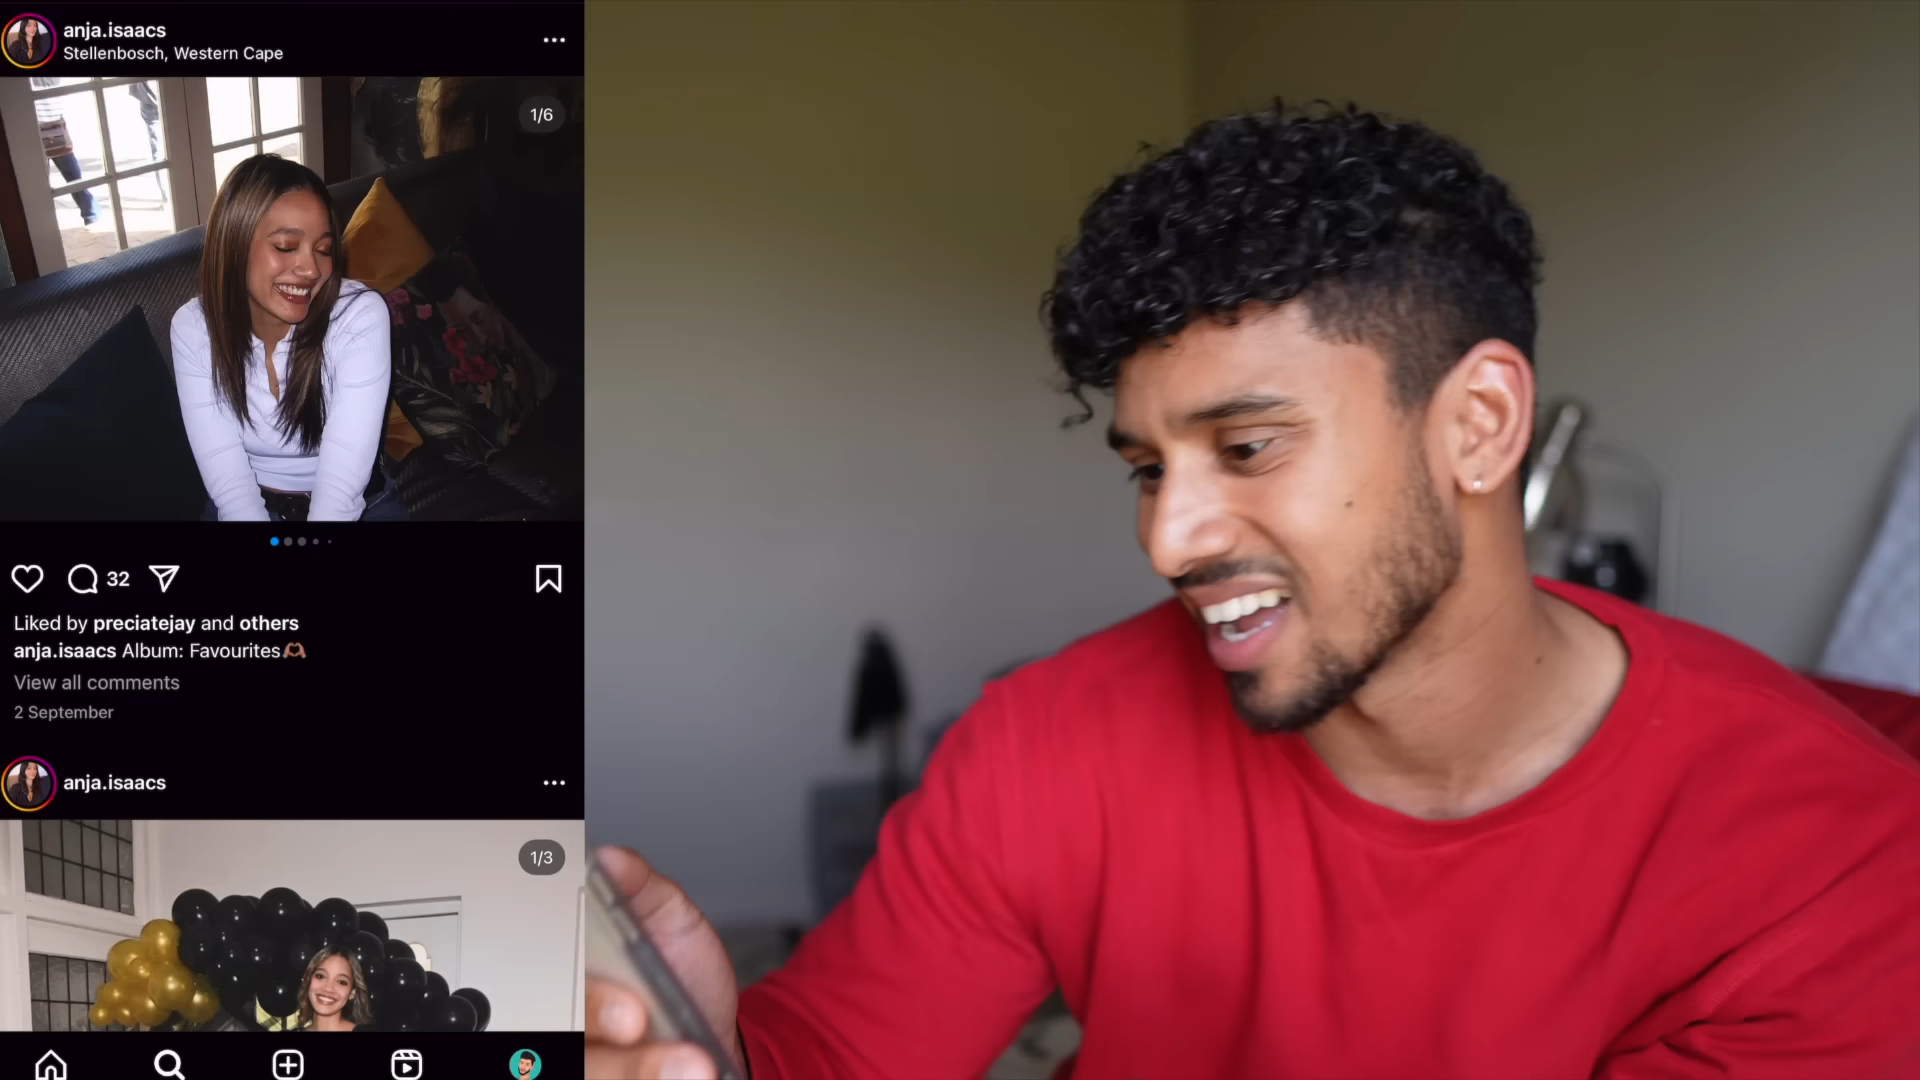 anja.isaacs
Stellenbosch, Western Cape
1/6
32
Liked by preciatejay and others
anja.isaacs Album: Favourites🫶🏽
View all comments
2 September
anja.isaacs
1/3